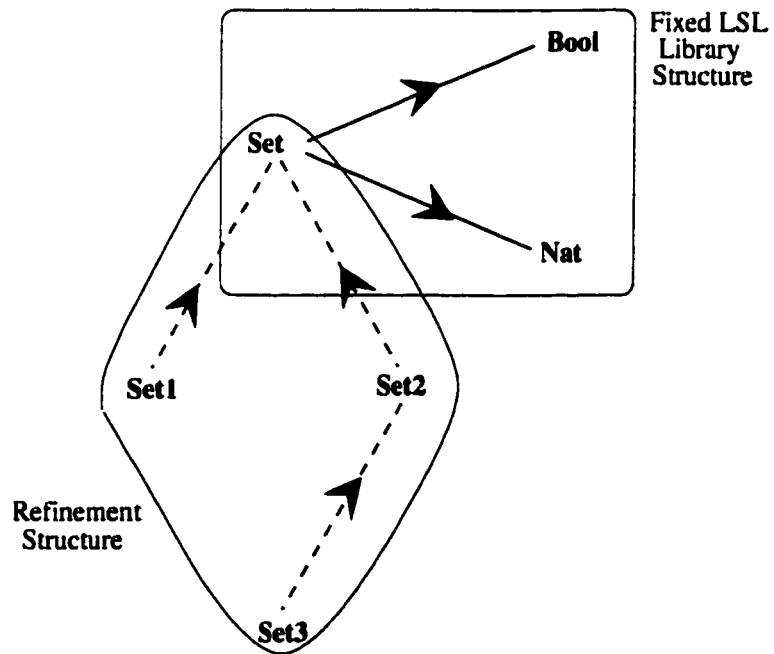 Fixed LSL
Library
Structure
Bool
Set
Nat
Set1
Set2
Refinement
Structure
Set3